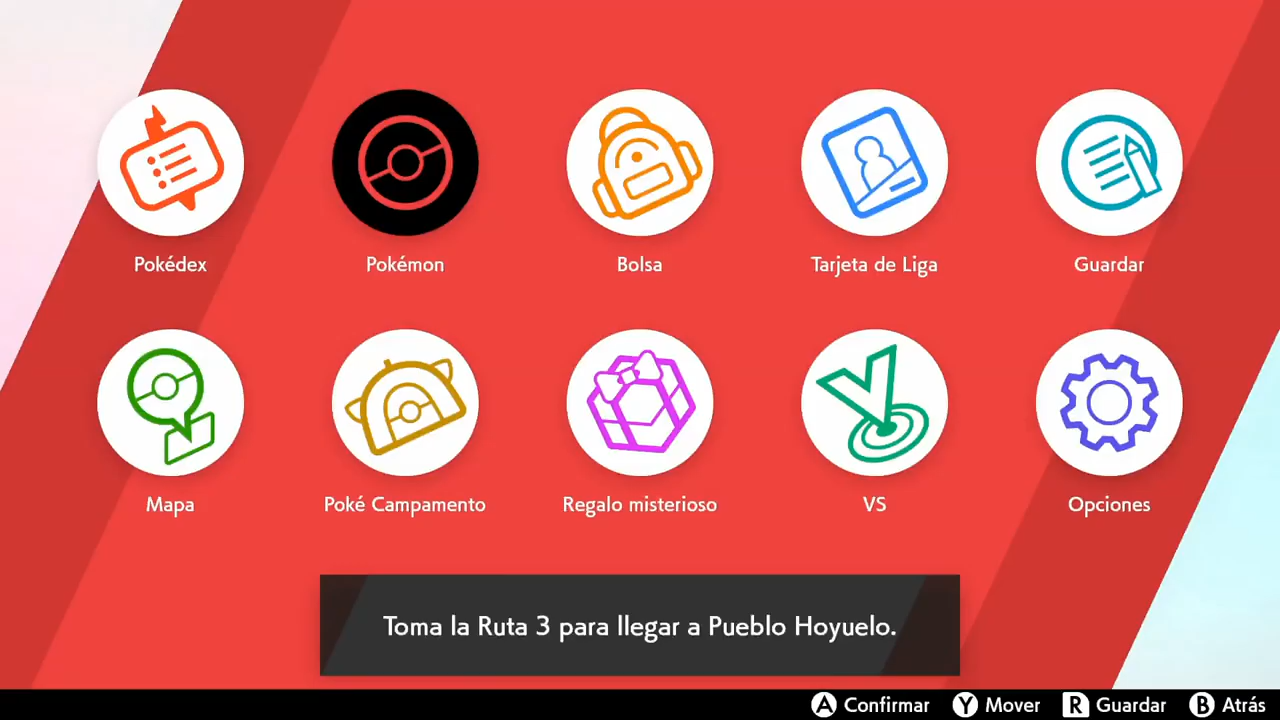 Pokédex
Pokémon
Bolsa
Tarjeta de Liga
Guardar
Mapa
Poké Campamento
Regalo misterioso
VS
Opciones
Toma la Ruta 3 para llegar a Pueblo Hoyuelo.
A Confirmar Y Mover R Guardar B Atrás